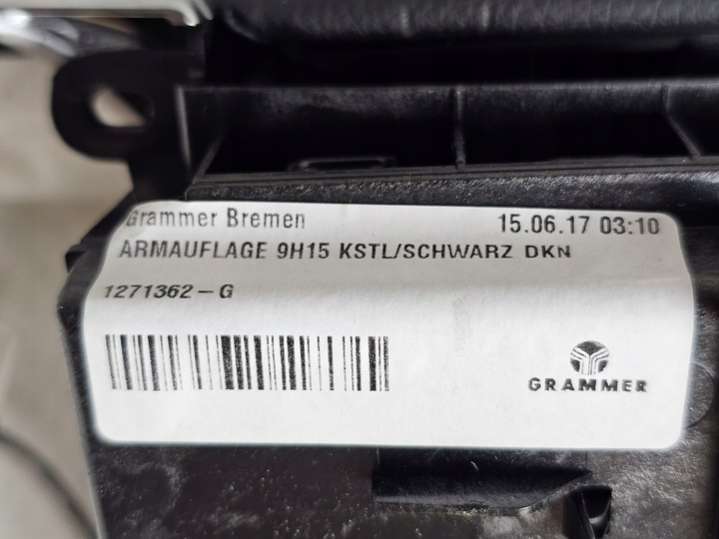 Grammer Bremen 15.06.17 03:10
ARMAUFLAGE 9H15 KSTL/SCHWARZ DKN
1271362-G
GRAMMER